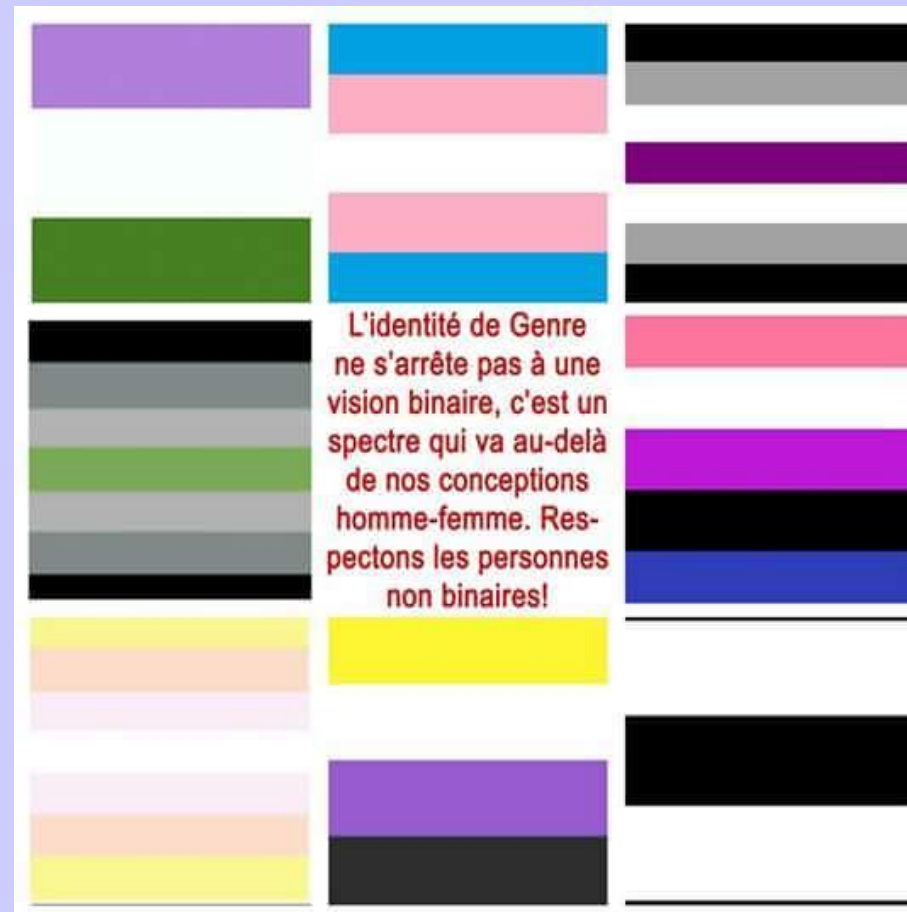 L'identité de Genre
ne s'arrête pas à une
vision binaire, c'est un
spectre qui va au-delà
de nos conceptions
homme-femme. Res-
pectons les personnes
non binaires!